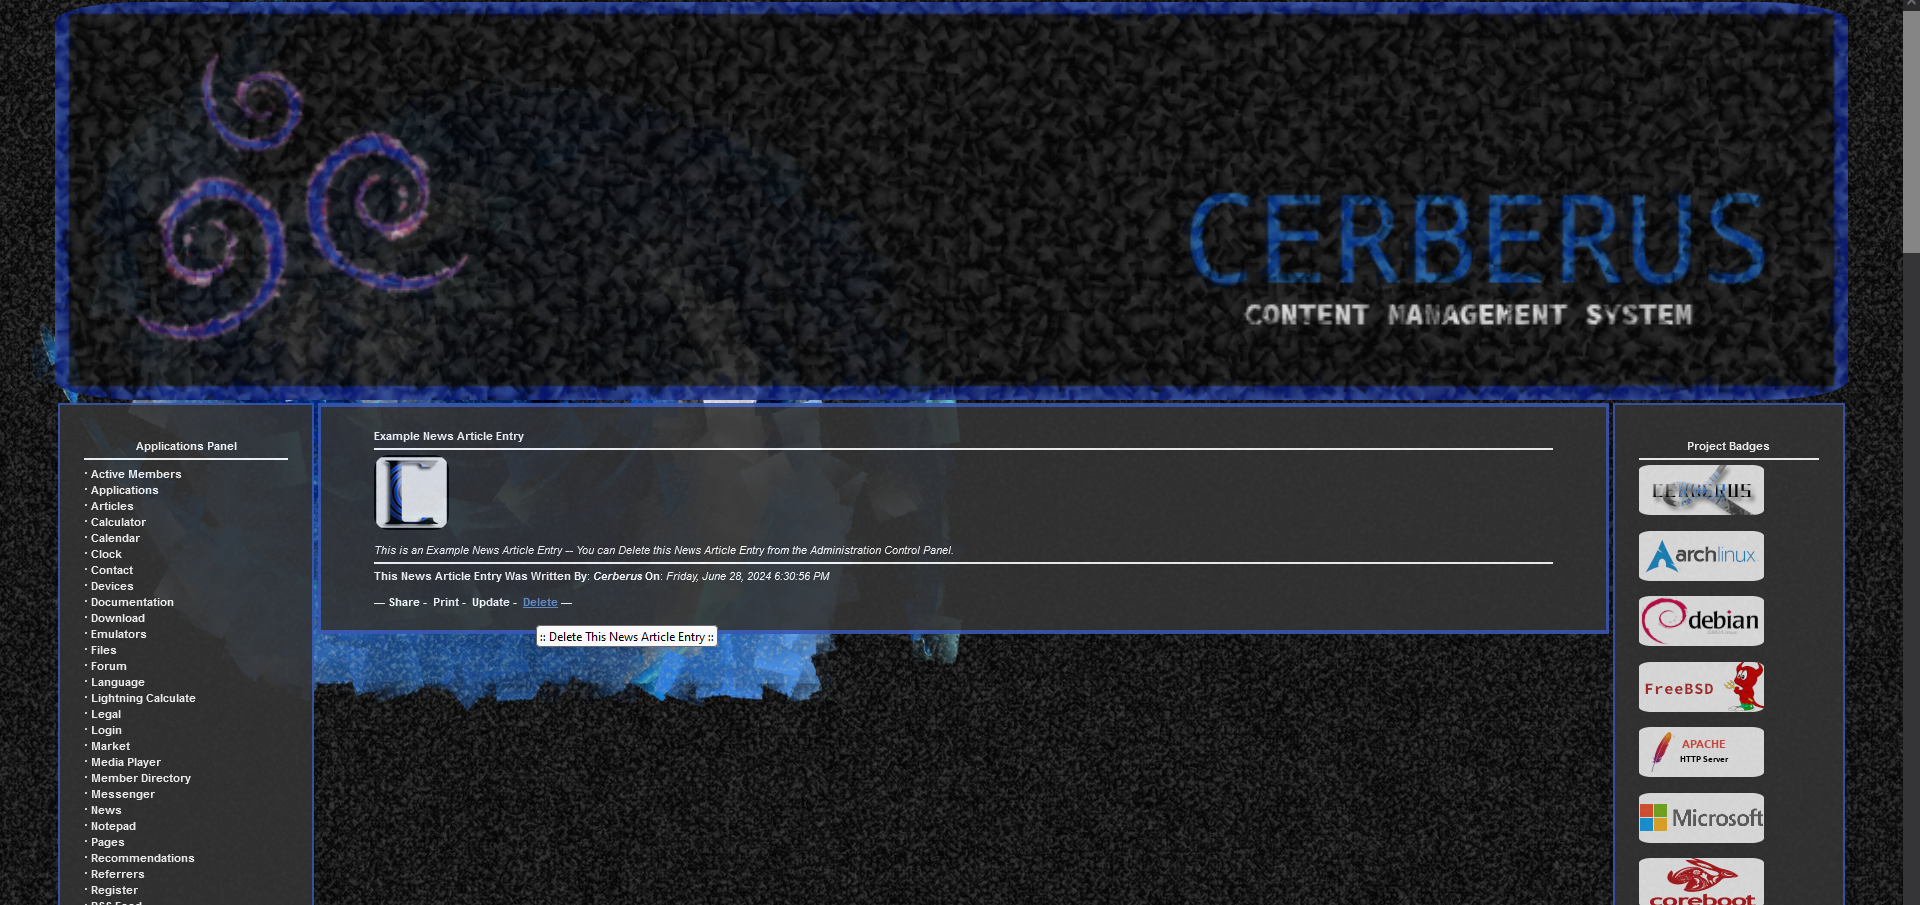 CERBERUS
CONTENT MANAGEMENT SYSTEM
Applications Panel
· Active Members
· Applications
· Articles
· Calculator
· Calendar
· Clock
· Contact
· Devices
· Documentation
· Download
· Emulators
· Files
· Forum
· Language
· Lightning Calculate
· Legal
· Login
· Market
· Media Player
· Member Directory
· Messenger
· News
· Notepad
· Pages
· Recommendations
· Referrers
· Register
Example News Article Entry
This is an Example News Article Entry -- You can Delete this News Article Entry from the Administration Control Panel.
This News Article Entry Was Written By: Cerberus On: Friday, June 28, 2024 6:30:56 PM
— Share - Print - Update - Delete —
:: Delete This News Article Entry ::
Project Badges
CERBERUS
archlinux
debian
FreeBSD
APACHE
HTTP Server
Microsoft
coreboot